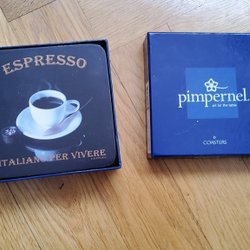 ESPRESSO
ITALIANO PER VIVERE
pimpernel
art for the table
6
COASTERS